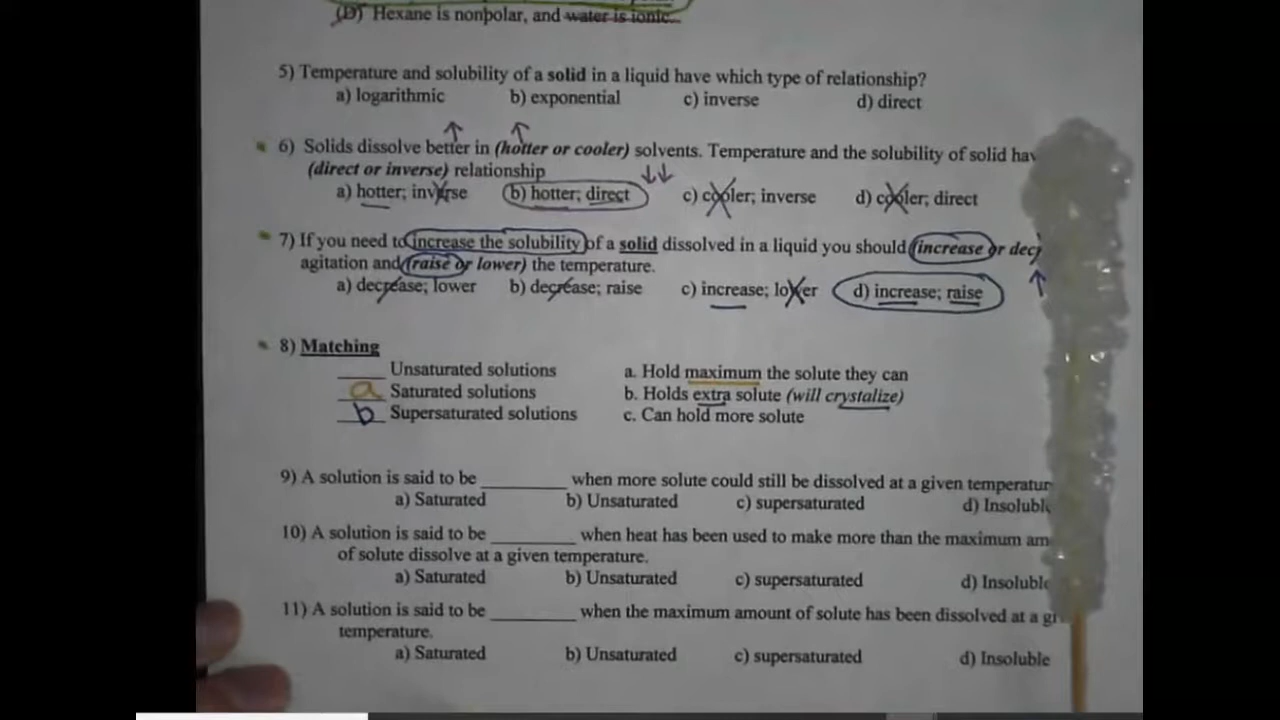 (D) Hexane is nonpolar, and water is ionic.
5) Temperature and solubility of a solid in a liquid have which type of relationship?
a) logarithmic b) exponential c) inverse d) direct
6) Solids dissolve better in (hotter or cooler) solvents. Temperature and the solubility of solid
(direct or inverse) relationship
a) hotter; inverse b) hotter; direct c) cooler; inverse d) cooler; direct
7) If you need to increase the solubility of a solid dissolved in a liquid you should (increase or
agitation and (raise or lower) the temperature.
a) decrease; lower b) decrease; raise c) increase; lower d) increase; raise
8) Matching
___ Unsaturated solutions a. Hold maximum the solute they can
a Saturated solutions b. Holds extra solute (will crystalize)
b Supersaturated solutions c. Can hold more solute
9) A solution is said to be ________ when more solute could still be dissolved at a given
a) Saturated b) Unsaturated c) supersaturated d)
10) A solution is said to be ________ when heat has been used to make more than the maximum
of solute dissolve at a given temperature.
a) Saturated b) Unsaturated c) supersaturated d)
11) A solution is said to be ________ when the maximum amount of solute has been dissolved at a
temperature.
a) Saturated b) Unsaturated c) supersaturated d) Insoluble